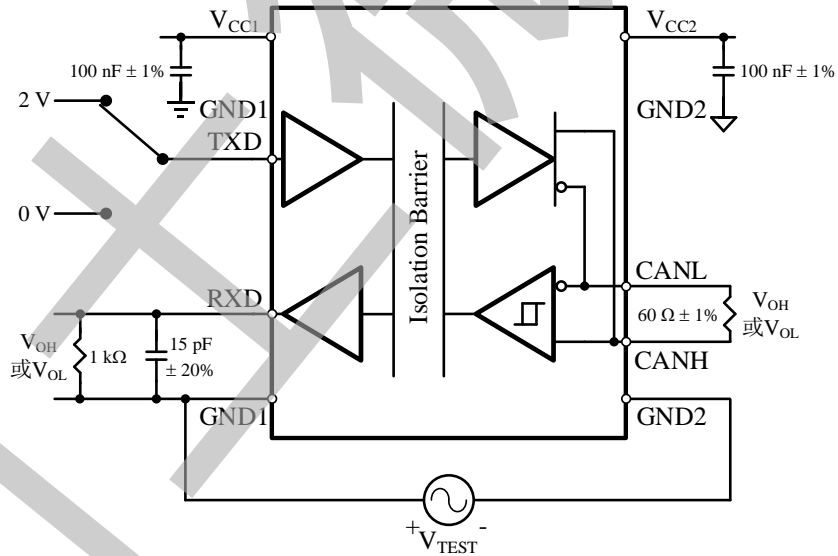 VCC1
VCC2
100 nF ± 1%
100 nF ± 1%
2 V
GND1
GND2
TXD
0 V
Isolation Barrier
RXD
CANL
VOH
或VOL
1 kΩ
15 pF
± 20%
60 Ω ± 1%
VOH
或VOL
CANH
GND1
GND2
+ VTEST -